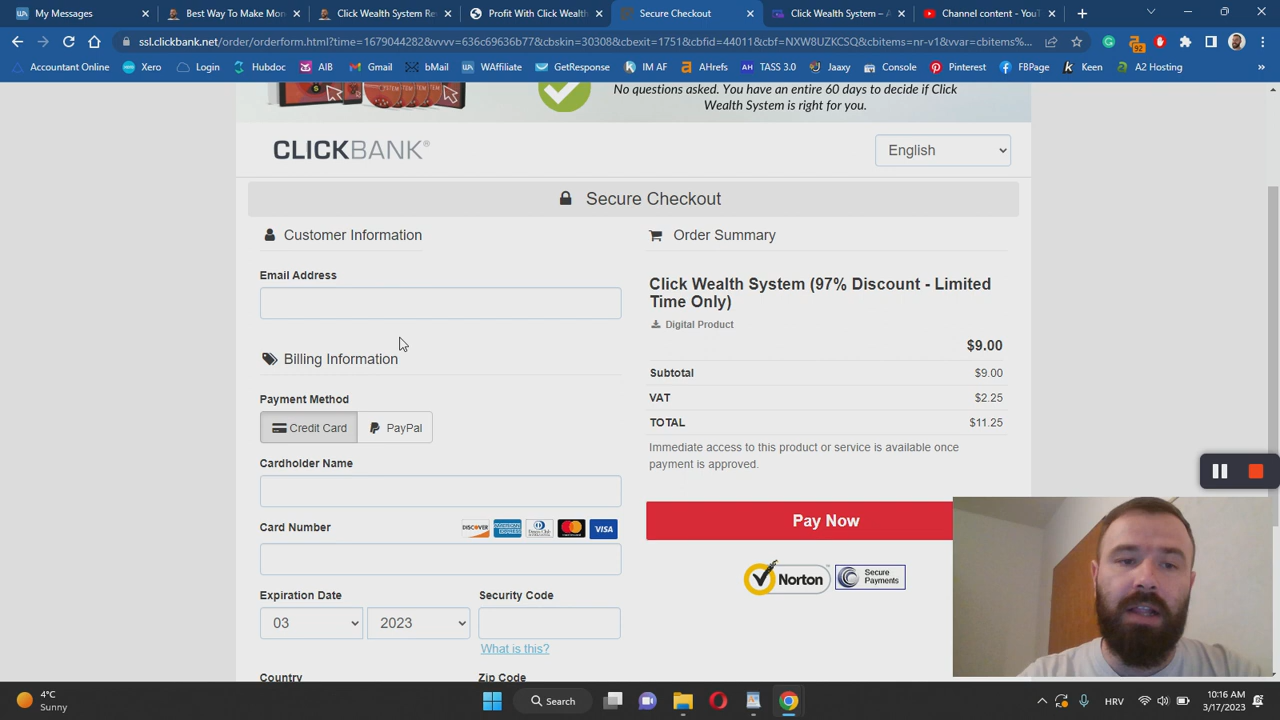 My Messages
Best Way To Make Mon
Click Wealth System Re
Profit With Click Wealth
Secure Checkout
Click Wealth System – A
Channel content - YouT
ssl.clickbank.net/order/orderform.html?time=1679044282&vvvv=636c69636b77&cbskin=30308&cbexit=1751&cbfid=44011&cbf=NXW8UZKCSQ&cbitems=nr-v1&vvar=cbitems%...
92
Accountant Online
Xero
Login
Hubdoc
AIB
Gmail
bMail
WAffiliate
GetResponse
IM AF
AHrefs
TASS 3.0
Jaaxy
Console
Pinterest
FBPage
Keen
A2 Hosting
No questions asked. You have an entire 60 days to decide if Click
Wealth System is right for you.
CLICKBANK®
English
Secure Checkout
Customer Information
Order Summary
Email Address
Click Wealth System (97% Discount - Limited
Time Only)
Digital Product
$9.00
Billing Information
Subtotal $9.00
Payment Method
VAT $2.25
Credit Card
PayPal
TOTAL $11.25
Immediate access to this product or service is available once
payment is approved.
Cardholder Name
Pay Now
Card Number
DISCOVER
VISA
Norton
Secure
Payments
Expiration Date
Security Code
03
2023
What is this?
Country
Zip Code
4°C
Sunny
Search
HRV
10:16 AM
3/17/2023